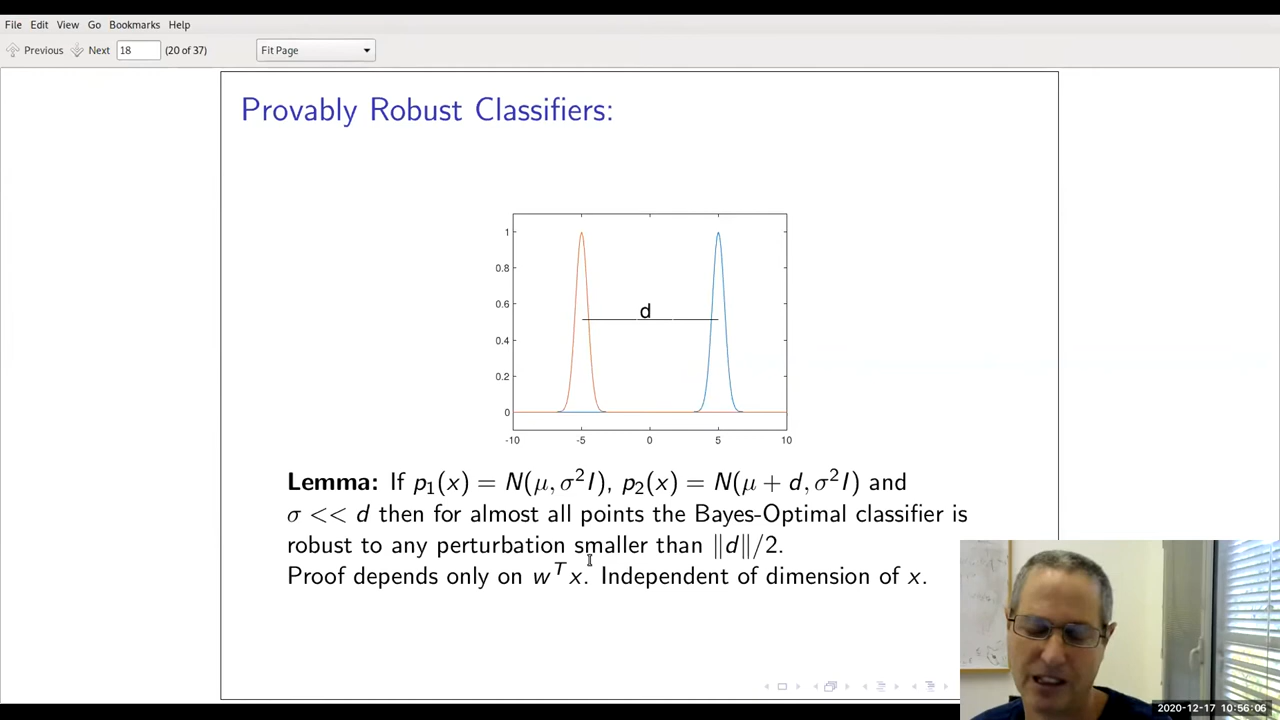 File Edit View Go Bookmarks Help
Previous Next 18 (20 of 37) Fit Page
Provably Robust Classifiers:
1
0.8
0.6
0.4
0.2
0
d
-10 -5 0 5 10
Lemma: If p₁(x) = N(μ, σ²I), p₂(x) = N(μ + d, σ²I) and
σ << d then for almost all points the Bayes-Optimal classifier is
robust to any perturbation smaller than ‖d‖/2.
Proof depends only on wᵀx. Independent of dimension of x.
2020-12-17 10:56:06